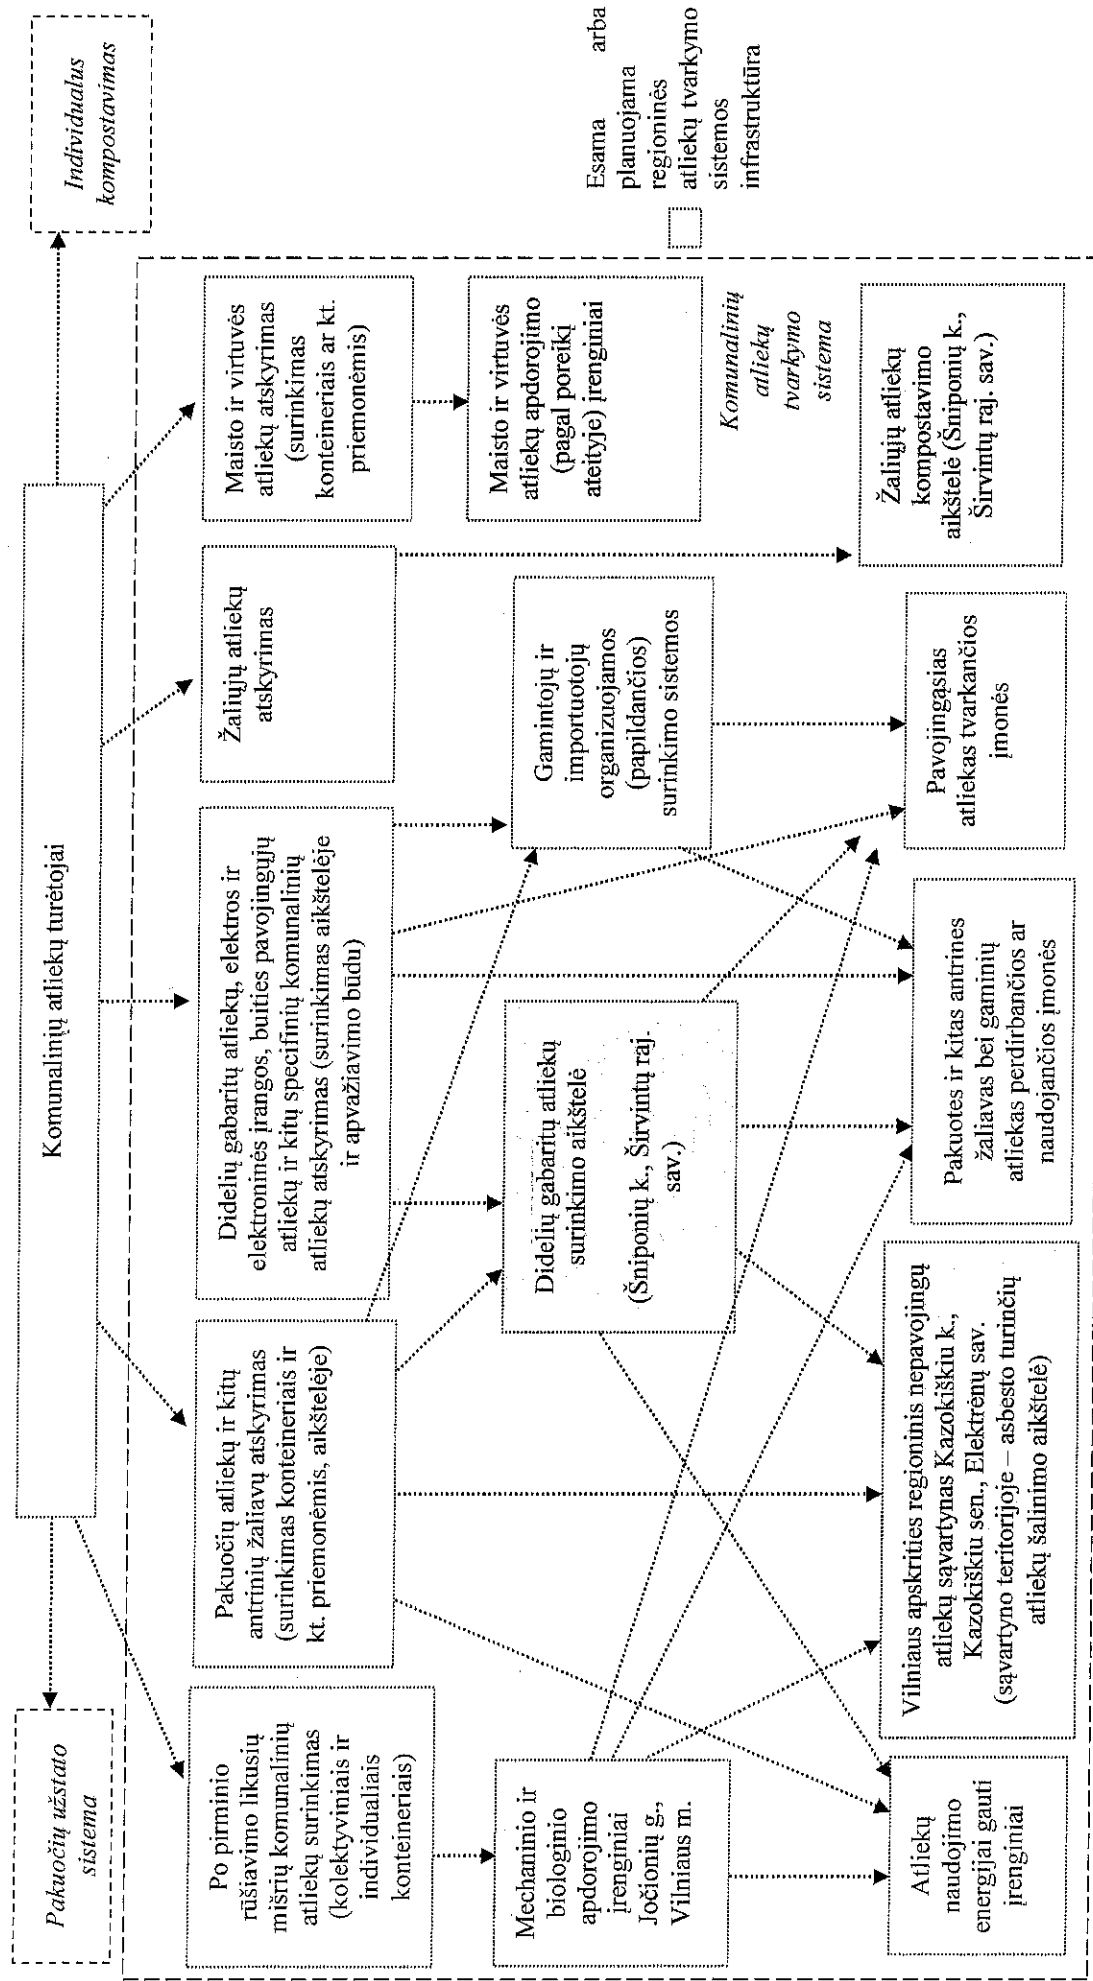 Komunalinių atliekų turėtojai
Pakuočių užstato
sistema
Individualus
kompostavimas
Po pirminio
rūšiavimo likusių
mišrių komunalinių
atliekų surinkimas
(kolektyviniais ir
individualiais
konteineriais)
Pakuočių atliekų ir kitų
antrinių žaliavų atskyrimas
(surinkimas konteineriais ir
kt. priemonėmis, aikštelėje)
Didelių gabaritų atliekų, elektros ir
elektroninės įrangos, buities pavojingųjų
atliekų ir kitų specifinių komunalinių
atliekų atskyrimas (surinkimas aikštelėje
ir apvažiavimo būdu)
Žaliųjų atliekų
atskyrimas
Maisto ir virtuvės
atliekų atskyrimas
(surinkimas
konteineriais ar kt.
priemonėmis)
Mechaninio ir
biologinio
apdorojimo
įrenginiai
Jočionių g.,
Vilniaus m.
Didelių gabaritų atliekų
surinkimo aikštelė
(Šniponių k., Širvintų raj.
sav.)
Gamintojų ir
importuotojų
organizuojamos
(papildančios)
surinkimo sistemos
Maisto ir virtuvės
atliekų apdorojimo
(pagal poreikį
ateityje) įrenginiai
Komunalinių
atliekų
tvarkymo
sistema
Atliekų
naudojimo
energijai gauti
įrenginiai
Vilniaus apskrities regioninis nepavojingų
atliekų sąvartynas Kazokiškiu k.,
Kazokiškiu sen., Elektrėnų sav.
(sąvartyno teritorijoje – asbesto turinčių
atliekų šalinimo aikštelė)
Pakuotes ir kitas antrines
žaliavas bei gaminių
atliekas perdirbančios ar
naudojančios įmonės
Pavojingąsias
atliekas tvarkančios
įmonės
Žaliųjų atliekų
kompostavimo
aikštelė (Šniponių k.,
Širvintų raj. sav.)
Esama arba
planuojama
regioninės
atliekų tvarkymo
sistemos
infrastruktūra